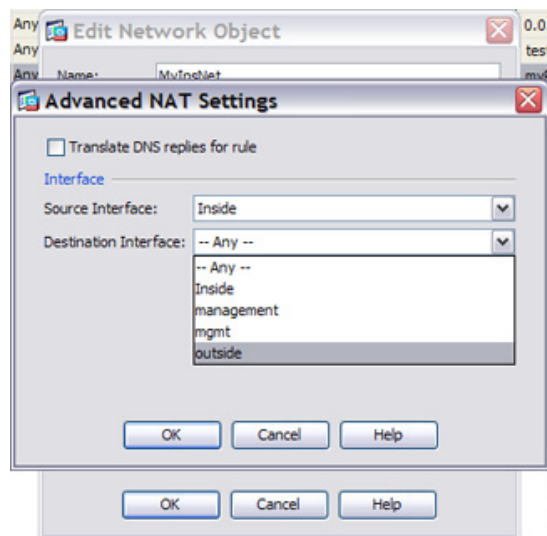 Any Edit Network Object 0.0
Any tes
Any Name: MyInsNet
Advanced NAT Settings
Translate DNS replies for rule
Interface
Source Interface: Inside
Destination Interface: -- Any --
-- Any --
Inside
management
mgmt
outside
OK Cancel Help
OK Cancel Help